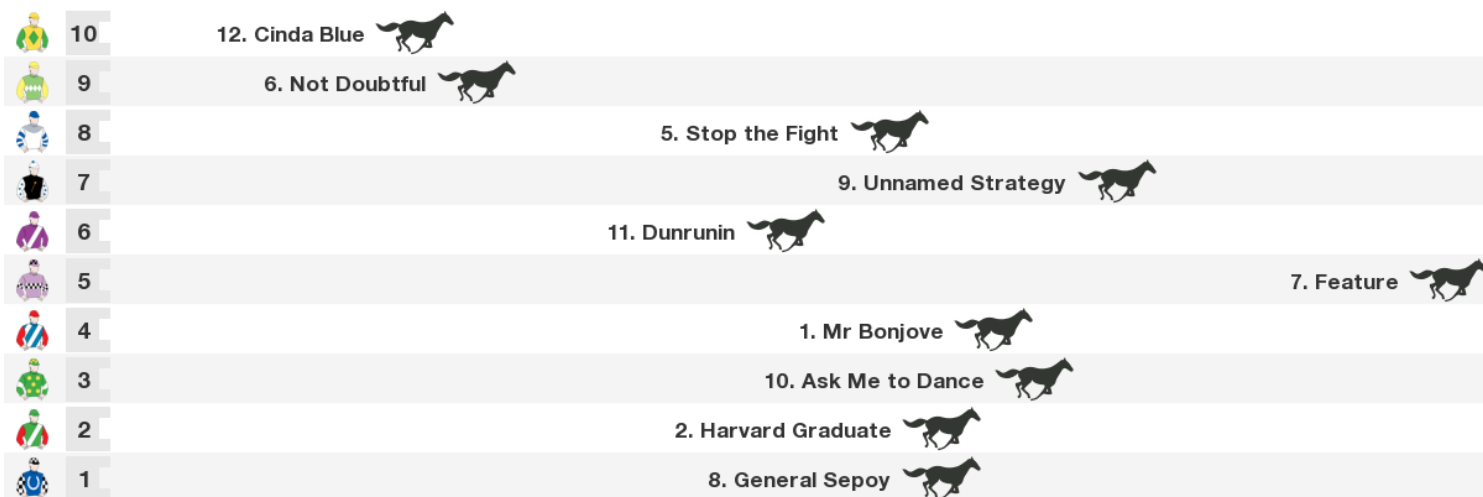 10 12. Cinda Blue
9 6. Not Doubtful
8 5. Stop the Fight
7 9. Unnamed Strategy
6 11. Dunrunin
5 7. Feature
4 1. Mr Bonjove
3 10. Ask Me to Dance
2 2. Harvard Graduate
1 8. General Sepoy